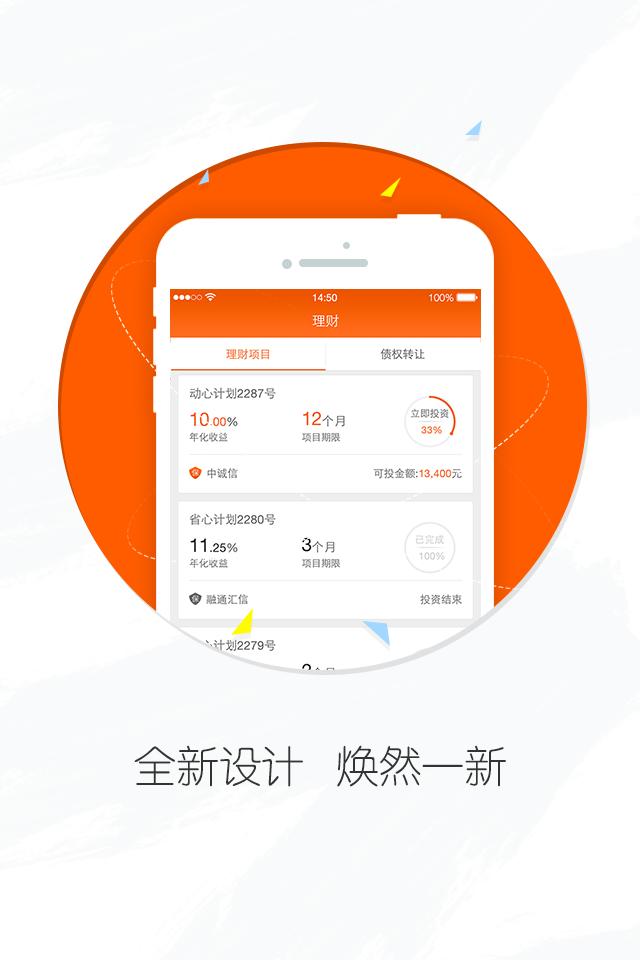 14:50 100%
理财
理财项目 债权转让
动心计划2287号
10.00% 12个月 立即投资
年化收益 项目期限 33%
中诚信 可投金额:13,400元
省心计划2280号
11.25% 3个月 已完成
年化收益 项目期限 100%
融通汇信 投资结束
心计划2279号
全新设计 焕然一新